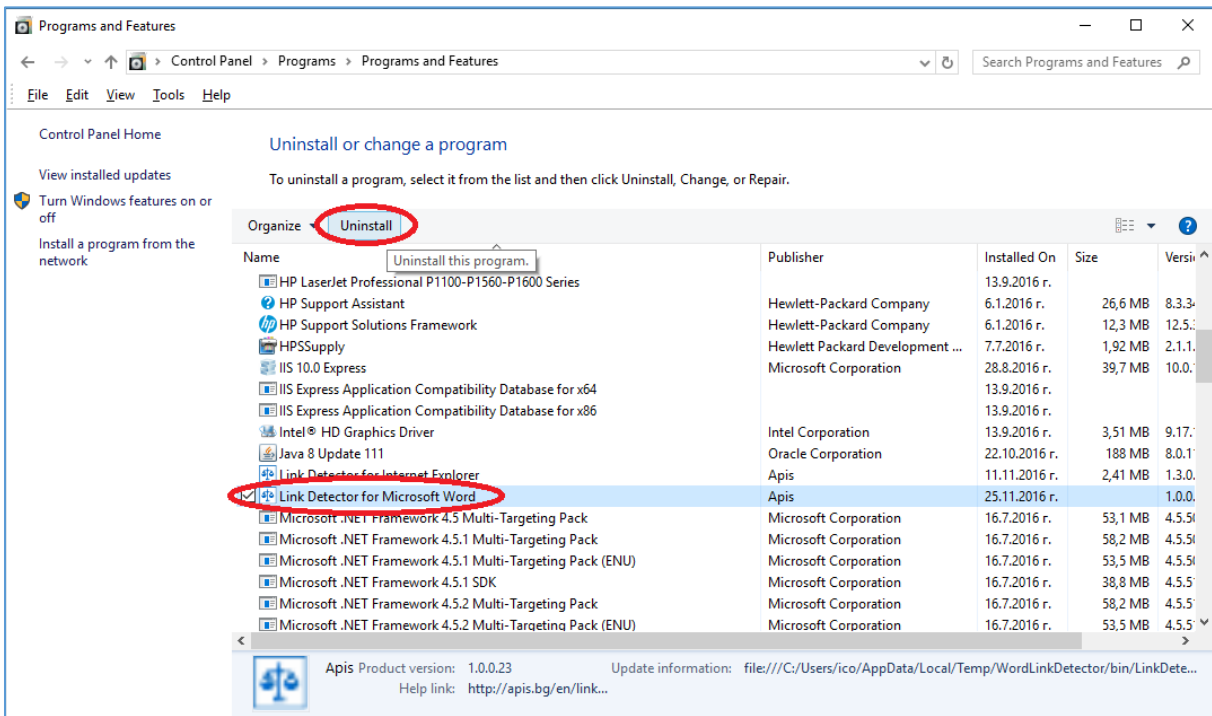 Programs and Features
Control Panel > Programs > Programs and Features
Search Programs and Features
File Edit View Tools Help
Control Panel Home
View installed updates
Turn Windows features on or
off
Install a program from the
network
Uninstall or change a program
To uninstall a program, select it from the list and then click Uninstall, Change, or Repair.
Organize Uninstall
Uninstall this program.
Name Publisher Installed On Size
HP LaserJet Professional P1100-P1560-P1600 Series 13.9.2016 г.
HP Support Assistant Hewlett-Packard Company 6.1.2016 г. 26,6 MB 8.3.3
HP Support Solutions Framework Hewlett-Packard Company 6.1.2016 г. 12,3 MB 12.5.
HPSSupply Hewlett Packard Development ... 7.7.2016 г. 1,92 MB 2.1.1.
IIS 10.0 Express Microsoft Corporation 28.8.2016 г. 39,7 MB 10.0.
IIS Express Application Compatibility Database for x64 13.9.2016 г.
IIS Express Application Compatibility Database for x86 13.9.2016 г.
Intel® HD Graphics Driver Intel Corporation 13.9.2016 г. 3,51 MB 9.17.
Java 8 Update 111 Oracle Corporation 22.10.2016 г. 188 MB 8.0.1
Link Detector for Internet Explorer Apis 11.11.2016 г. 2,41 MB 1.3.0.
Link Detector for Microsoft Word Apis 25.11.2016 г. 1.0.0.
Microsoft .NET Framework 4.5 Multi-Targeting Pack Microsoft Corporation 16.7.2016 г. 53,1 MB 4.5.5
Microsoft .NET Framework 4.5.1 Multi-Targeting Pack Microsoft Corporation 16.7.2016 г. 58,2 MB 4.5.5
Microsoft .NET Framework 4.5.1 Multi-Targeting Pack (ENU) Microsoft Corporation 16.7.2016 г. 53,5 MB 4.5.5
Microsoft .NET Framework 4.5.1 SDK Microsoft Corporation 16.7.2016 г. 38,8 MB 4.5.5
Microsoft .NET Framework 4.5.2 Multi-Targeting Pack Microsoft Corporation 16.7.2016 г. 58,2 MB 4.5.5
Microsoft .NET Framework 4.5.2 Multi-Targeting Pack (ENU) Microsoft Corporation 16.7.2016 г. 53,5 MB 4.5.5
Apis Product version: 1.0.0.23 Update information: file:///C:/Users/ico/AppData/Local/Temp/WordLinkDetector/bin/LinkDete...
Help link: http://apis.bg/en/link...